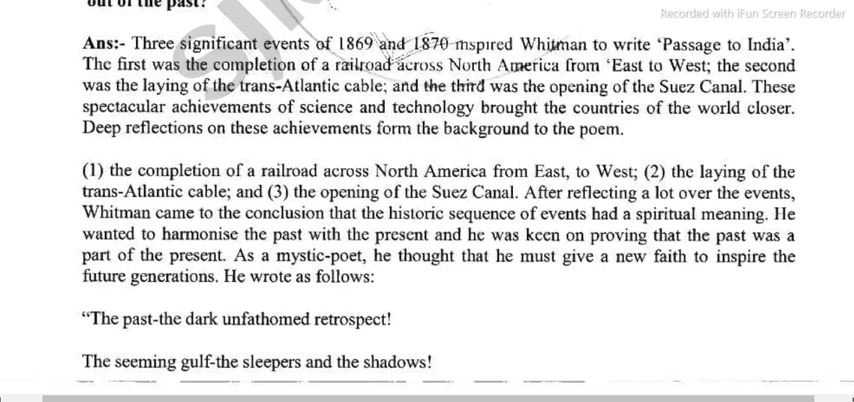 out of the past?
Recorded with iFun Screen Recorder
Ans:- Three significant events of 1869 and 1870 inspired Whitman to write ‘Passage to India’.
The first was the completion of a railroad across North America from ‘East to West; the second
was the laying of the trans-Atlantic cable; and the third was the opening of the Suez Canal. These
spectacular achievements of science and technology brought the countries of the world closer.
Deep reflections on these achievements form the background to the poem.
(1) the completion of a railroad across North America from East, to West; (2) the laying of the
trans-Atlantic cable; and (3) the opening of the Suez Canal. After reflecting a lot over the events,
Whitman came to the conclusion that the historic sequence of events had a spiritual meaning. He
wanted to harmonise the past with the present and he was keen on proving that the past was a
part of the present. As a mystic-poet, he thought that he must give a new faith to inspire the
future generations. He wrote as follows:
“The past-the dark unfathomed retrospect!
The seeming gulf-the sleepers and the shadows!